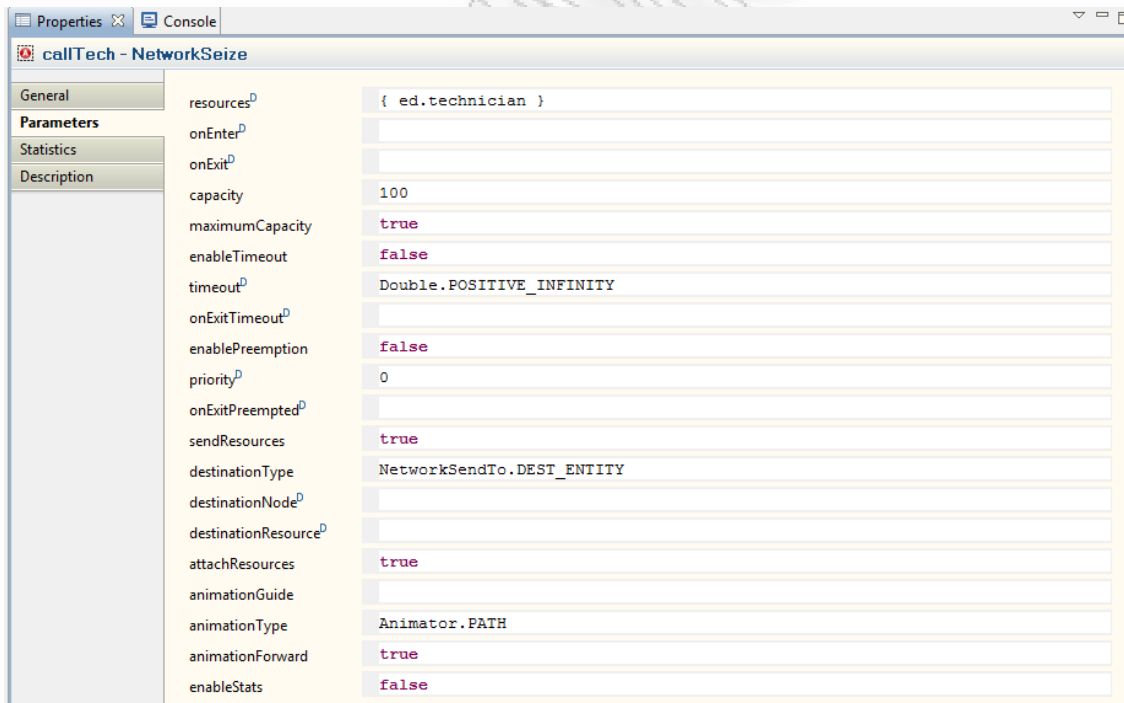 Properties Console
callTech - NetworkSeize
General
Parameters
Statistics
Description
resourcesD { ed.technician }
onEnterD
onExitD
capacity 100
maximumCapacity true
enableTimeout false
timeoutD Double.POSITIVE_INFINITY
onExitTimeoutD
enablePreemption false
priorityD 0
onExitPreemptedD
sendResources true
destinationType NetworkSendTo.DEST_ENTITY
destinationNodeD
destinationResourceD
attachResources true
animationGuide
animationType Animator.PATH
animationForward true
enableStats false